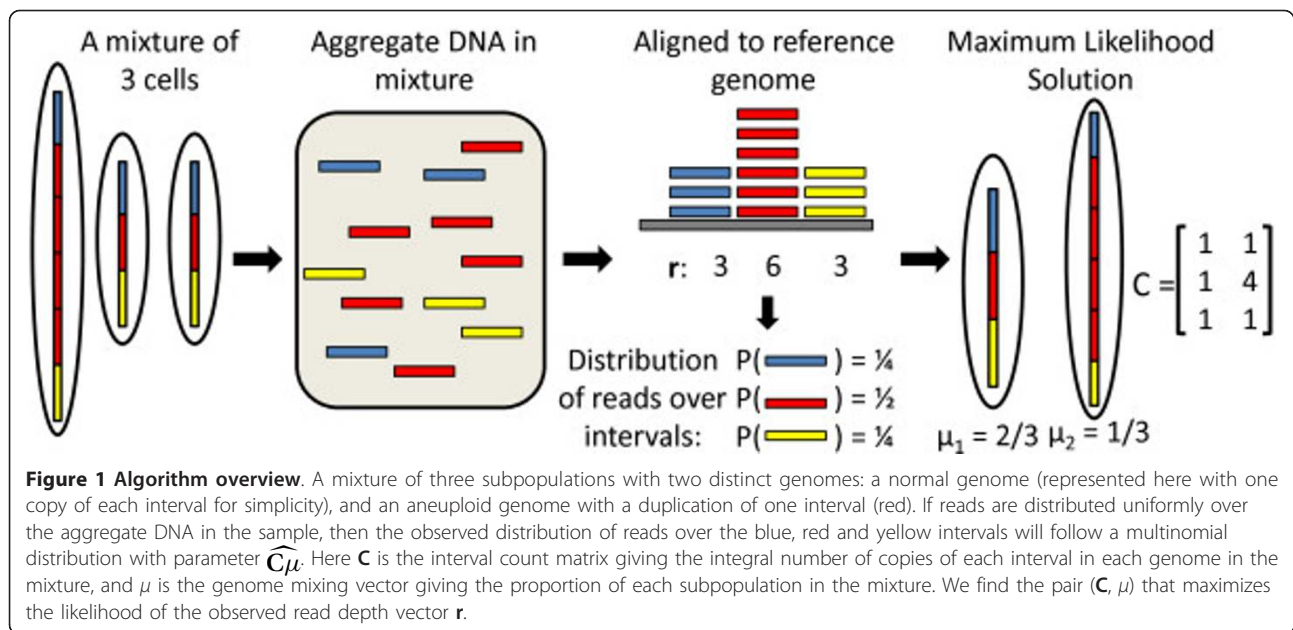 A mixture of
3 cells
Aggregate DNA in
mixture
Aligned to reference
genome
Maximum Likelihood
Solution
r: 3 6 3
Distribution P( ) = ¼
of reads over P( ) = ½
intervals: P( ) = ¼
μ1 = 2/3 μ2 = 1/3
C =
1 1
1 4
1 1
Figure 1 Algorithm overview. A mixture of three subpopulations with two distinct genomes: a normal genome (represented here with one
copy of each interval for simplicity), and an aneuploid genome with a duplication of one interval (red). If reads are distributed uniformly over
the aggregate DNA in the sample, then the observed distribution of reads over the blue, red and yellow intervals will follow a multinomial
distribution with parameter Ĉμ. Here C is the interval count matrix giving the integral number of copies of each interval in each genome in the
mixture, and μ is the genome mixing vector giving the proportion of each subpopulation in the mixture. We find the pair (C, μ) that maximizes
the likelihood of the observed read depth vector r.